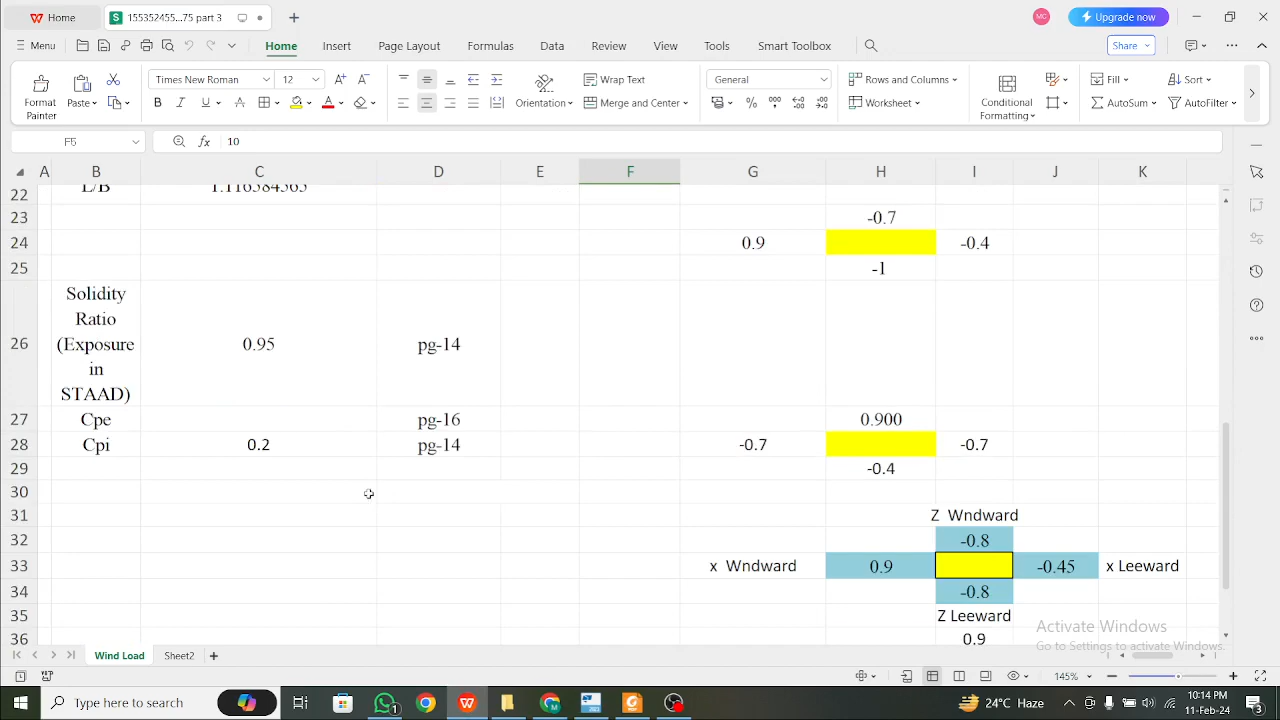 Home
155352455...75 part 3
MC
Upgrade now
Menu
Home Insert Page Layout Formulas Data Review View Tools Smart Toolbox
Share
Format Painter
Paste
Times New Roman 12
B I U A
Orientation
Wrap Text
Merge and Center
General
Rows and Columns
Worksheet
Conditional Formatting
Fill
AutoSum
Sort
AutoFilter
F5
fx 10
A B C D E F G H I J K
22 L/B 1.116584565
23 -0.7
24 0.9 -0.4
25 -1
26 Solidity Ratio (Exposure in STAAD) 0.95 pg-14
27 Cpe pg-16 0.900
28 Cpi 0.2 pg-14 -0.7 -0.7
29 -0.4
30
31 Z Wndward
32 -0.8
33 x Wndward 0.9 -0.45 x Leeward
34 -0.8
35 Z Leeward
36 0.9
Activate Windows
Go to Settings to activate Windows.
Wind Load Sheet2
145%
Type here to search
1
24°C Haze
10:14 PM
11-Feb-24
3